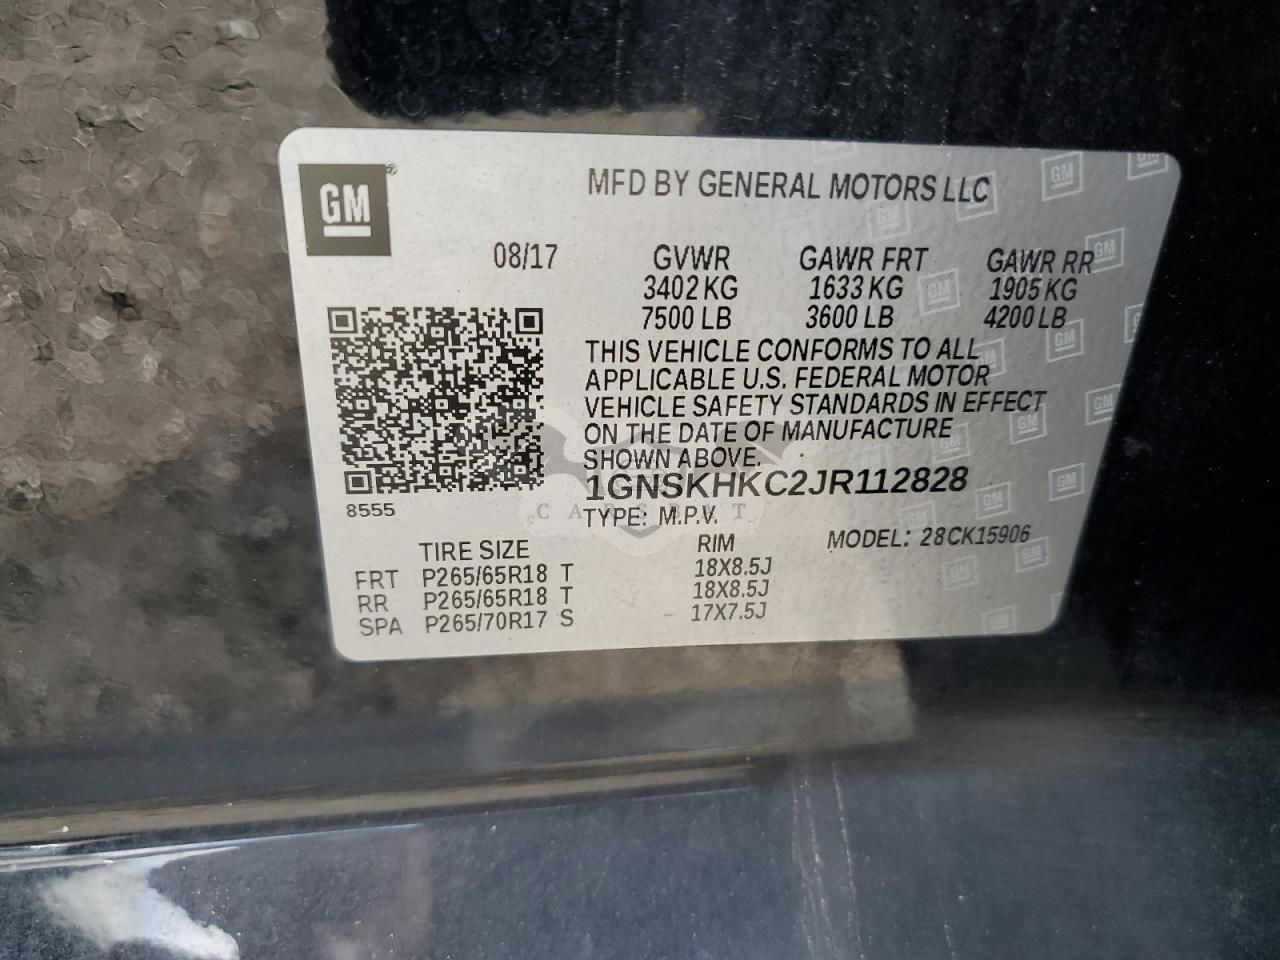 GM
MFD BY GENERAL MOTORS LLC
08/17 GVWR GAWR FRT GAWR RR
3402 KG 1633 KG 1905 KG
7500 LB 3600 LB 4200 LB
THIS VEHICLE CONFORMS TO ALL
APPLICABLE U.S. FEDERAL MOTOR
VEHICLE SAFETY STANDARDS IN EFFECT
ON THE DATE OF MANUFACTURE
SHOWN ABOVE.
1GNSKHKC2JR112828
8555
TYPE: M.P.V. MODEL: 28CK15906
TIRE SIZE RIM
FRT P265/65R18 T 18X8.5J
RR P265/65R18 T 18X8.5J
SPA P265/70R17 S 17X7.5J